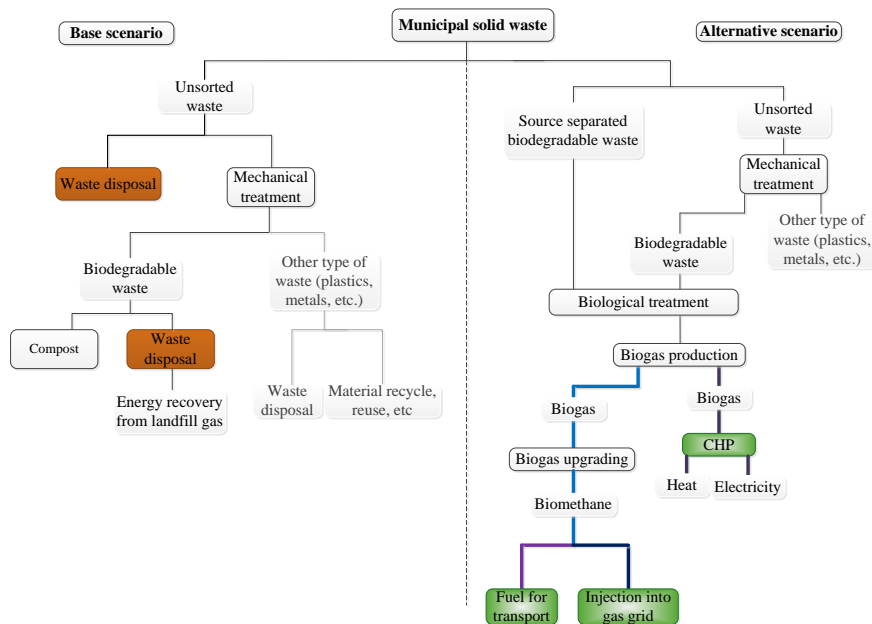 Base scenario
Municipal solid waste
Alternative scenario
Unsorted
waste
Waste disposal
Mechanical
treatment
Biodegradable
waste
Other type of
waste (plastics,
metals, etc.)
Compost
Waste
disposal
Energy recovery
from landfill gas
Waste
disposal
Material recycle,
reuse, etc
Source separated
biodegradable waste
Unsorted
waste
Mechanical
treatment
Biodegradable
waste
Other type of
waste (plastics,
metals, etc.)
Biological treatment
Biogas production
Biogas
Biogas
Biogas upgrading
CHP
Heat
Electricity
Biomethane
Fuel for
transport
Injection into
gas grid